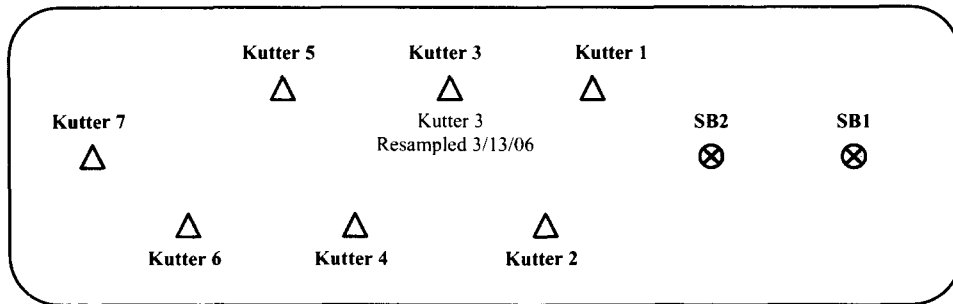 Kutter 5
Kutter 3
Kutter 1
Kutter 3
Resampled 3/13/06
Kutter 7
SB2
SB1
Kutter 6
Kutter 4
Kutter 2